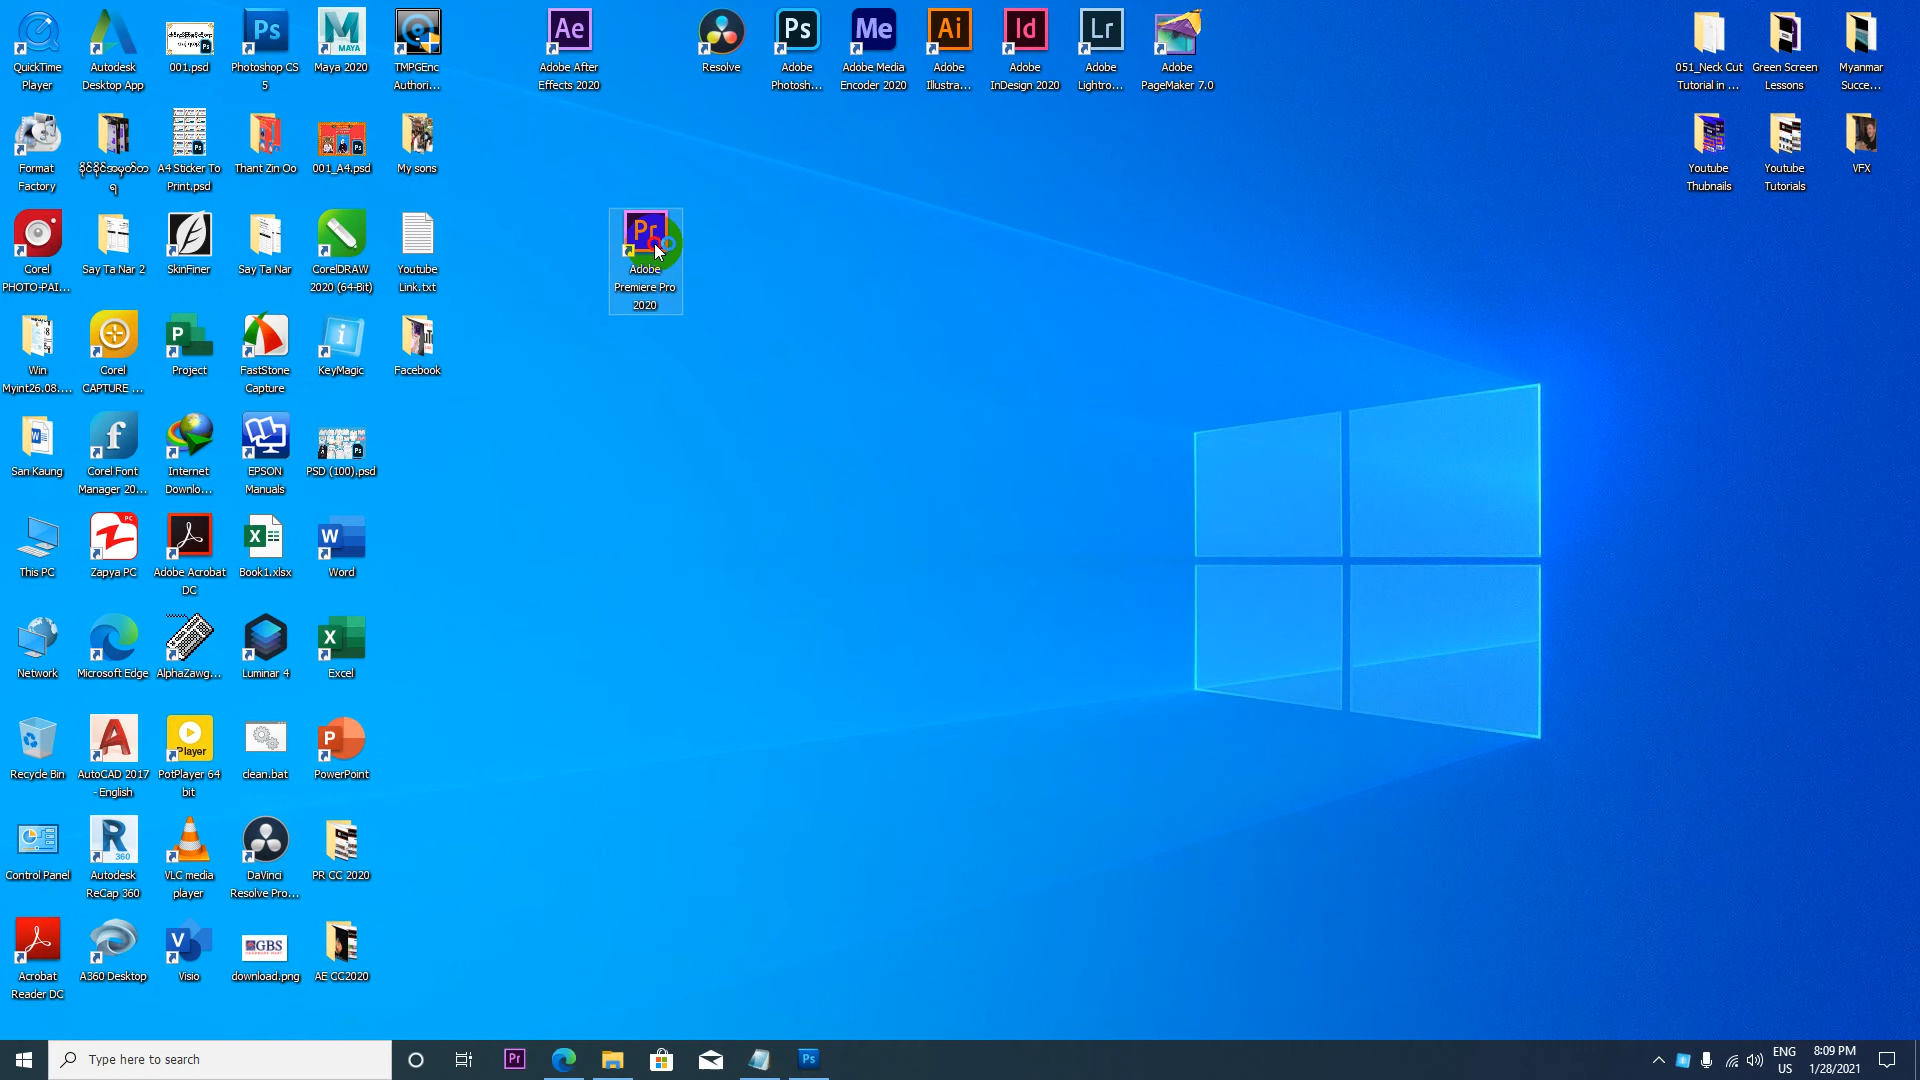 QuickTime
Player
Autodesk
Desktop App
001.psd
Photoshop CS
5
Maya 2020
TMPGEnc
Authori...
Adobe After
Effects 2020
Resolve
Adobe
Photosh...
Adobe Media
Encoder 2020
Adobe
Illustra...
Adobe
InDesign 2020
Adobe
Lightro...
Adobe
PageMaker 7.0
051_Neck Cut
Tutorial in ...
Green Screen
Lessons
Myanmar
Succe...
Format
Factory
A4 Sticker To
Print.psd
Thant Zin Oo
001_A4.psd
My sons
Youtube
Thubnails
Youtube
Tutorials
VFX
Corel
PHOTO-PAI...
Say Ta Nar 2
SkinFiner
Say Ta Nar
CorelDRAW
2020 (64-Bit)
Youtube
Link.txt
Adobe
Premiere Pro
2020
Win
Myint26.08....
Corel
CAPTURE ...
Project
FastStone
Capture
KeyMagic
Facebook
San Kaung
Corel Font
Manager 20...
Internet
Downlo...
EPSON
Manuals
PSD (100).psd
This PC
Zapya PC
Adobe Acrobat
DC
Book1.xlsx
Word
Network
Microsoft Edge
AlphaZawg...
Luminar 4
Excel
Recycle Bin
AutoCAD 2017
- English
PotPlayer 64
bit
clean.bat
PowerPoint
Control Panel
Autodesk
ReCap 360
VLC media
player
DaVinci
Resolve Pro...
PR CC 2020
Acrobat
Reader DC
A360 Desktop
Visio
download.png
AE CC2020
Type here to search
ENG
US
8:09 PM
1/28/2021